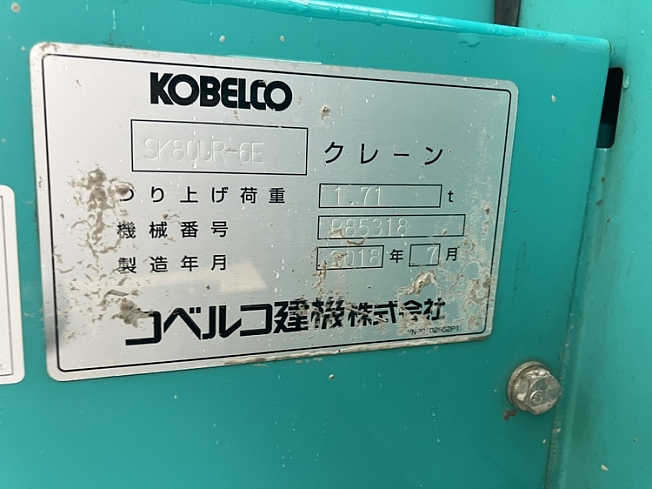 KOBELCO
SK80UR-6E クレーン
つり上げ荷重 1.71 t
機械番号
製造年月 2018 年 7 月
コベルコ建機株式会社